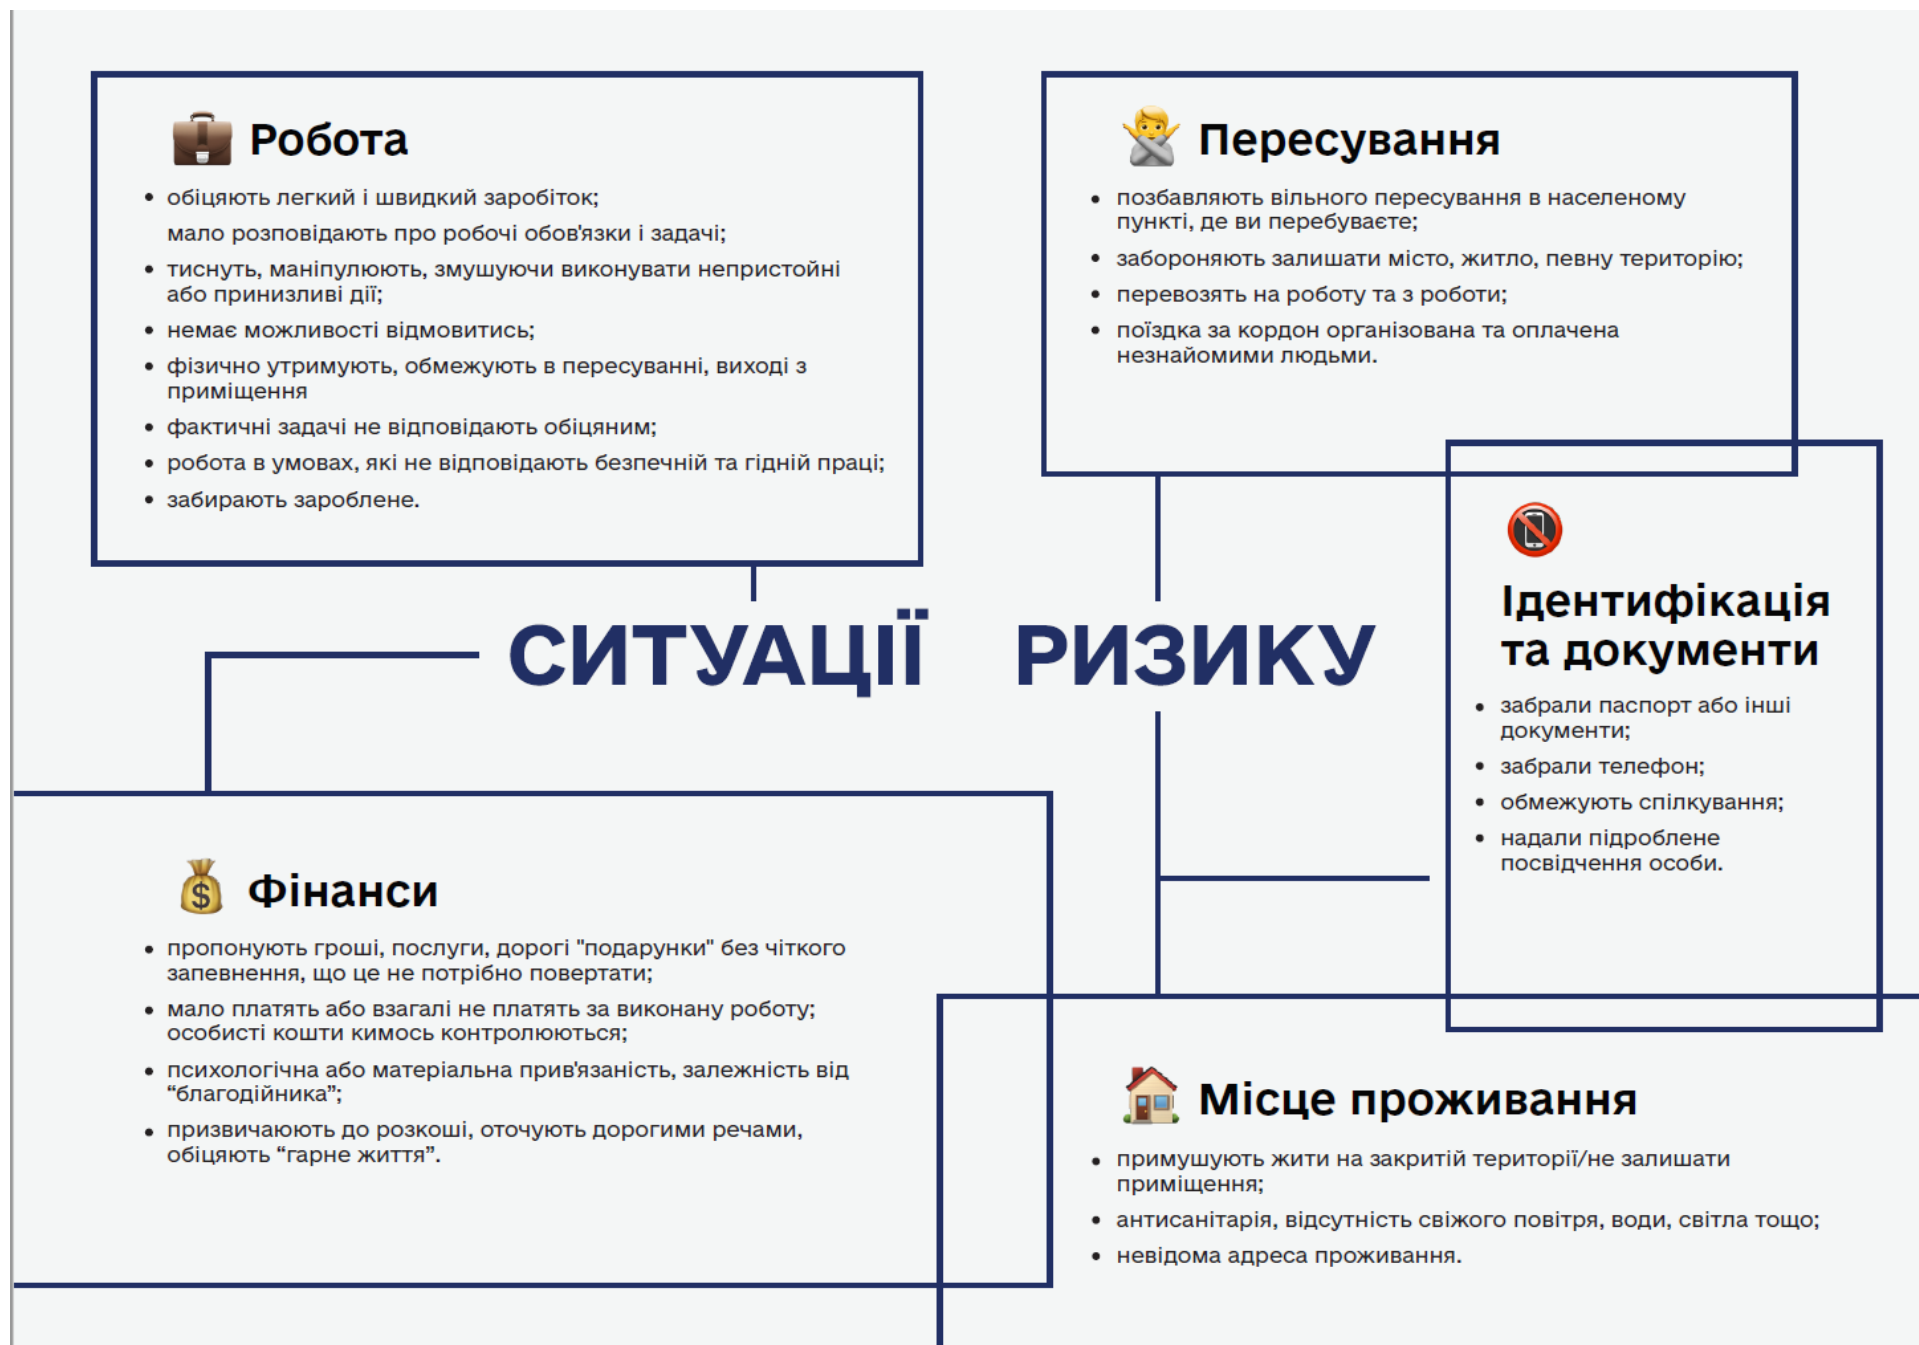 Робота
обіцяють легкий і швидкий заробіток;
мало розповідають про робочі обов'язки і задачі;
тиснуть, маніпулюють, змушуючи виконувати непристойні
або принизливі дії;
немає можливості відмовитись;
фізично утримують, обмежують в пересуванні, виході з
приміщення
фактичні задачі не відповідають обіцяним;
робота в умовах, які не відповідають безпечній та гідній праці;
забирають зароблене.
Пересування
позбавляють вільного пересування в населеному
пункті, де ви перебуваєте;
забороняють залишати місто, житло, певну територію;
перевозять на роботу та з роботи;
поїздка за кордон організована та оплачена
незнайомими людьми.
СИТУАЦІЇ РИЗИКУ
Ідентифікація
та документи
забрали паспорт або інші
документи;
забрали телефон;
обмежують спілкування;
надали підроблене
посвідчення особи.
Фінанси
пропонують гроші, послуги, дорогі "подарунки" без чіткого
запевнення, що це не потрібно повертати;
мало платять або взагалі не платять за виконану роботу;
особисті кошти кимось контролюються;
психологічна або матеріальна прив'язаність, залежність від
“благодійника”;
призвичаюють до розкоші, оточують дорогими речами,
обіцяють “гарне життя”.
Місце проживання
примушують жити на закритій території/не залишати
приміщення;
антисанітарія, відсутність свіжого повітря, води, світла тощо;
невідома адреса проживання.